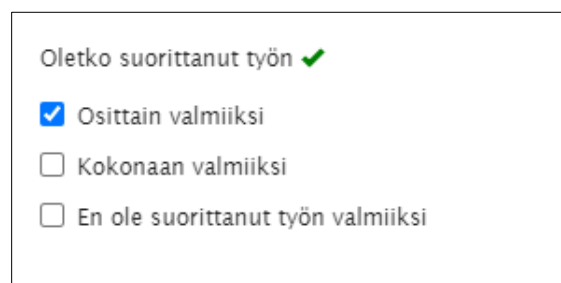 Oletko suorittanut työn
Osittain valmiiksi
Kokonaan valmiiksi
En ole suorittanut työn valmiiksi